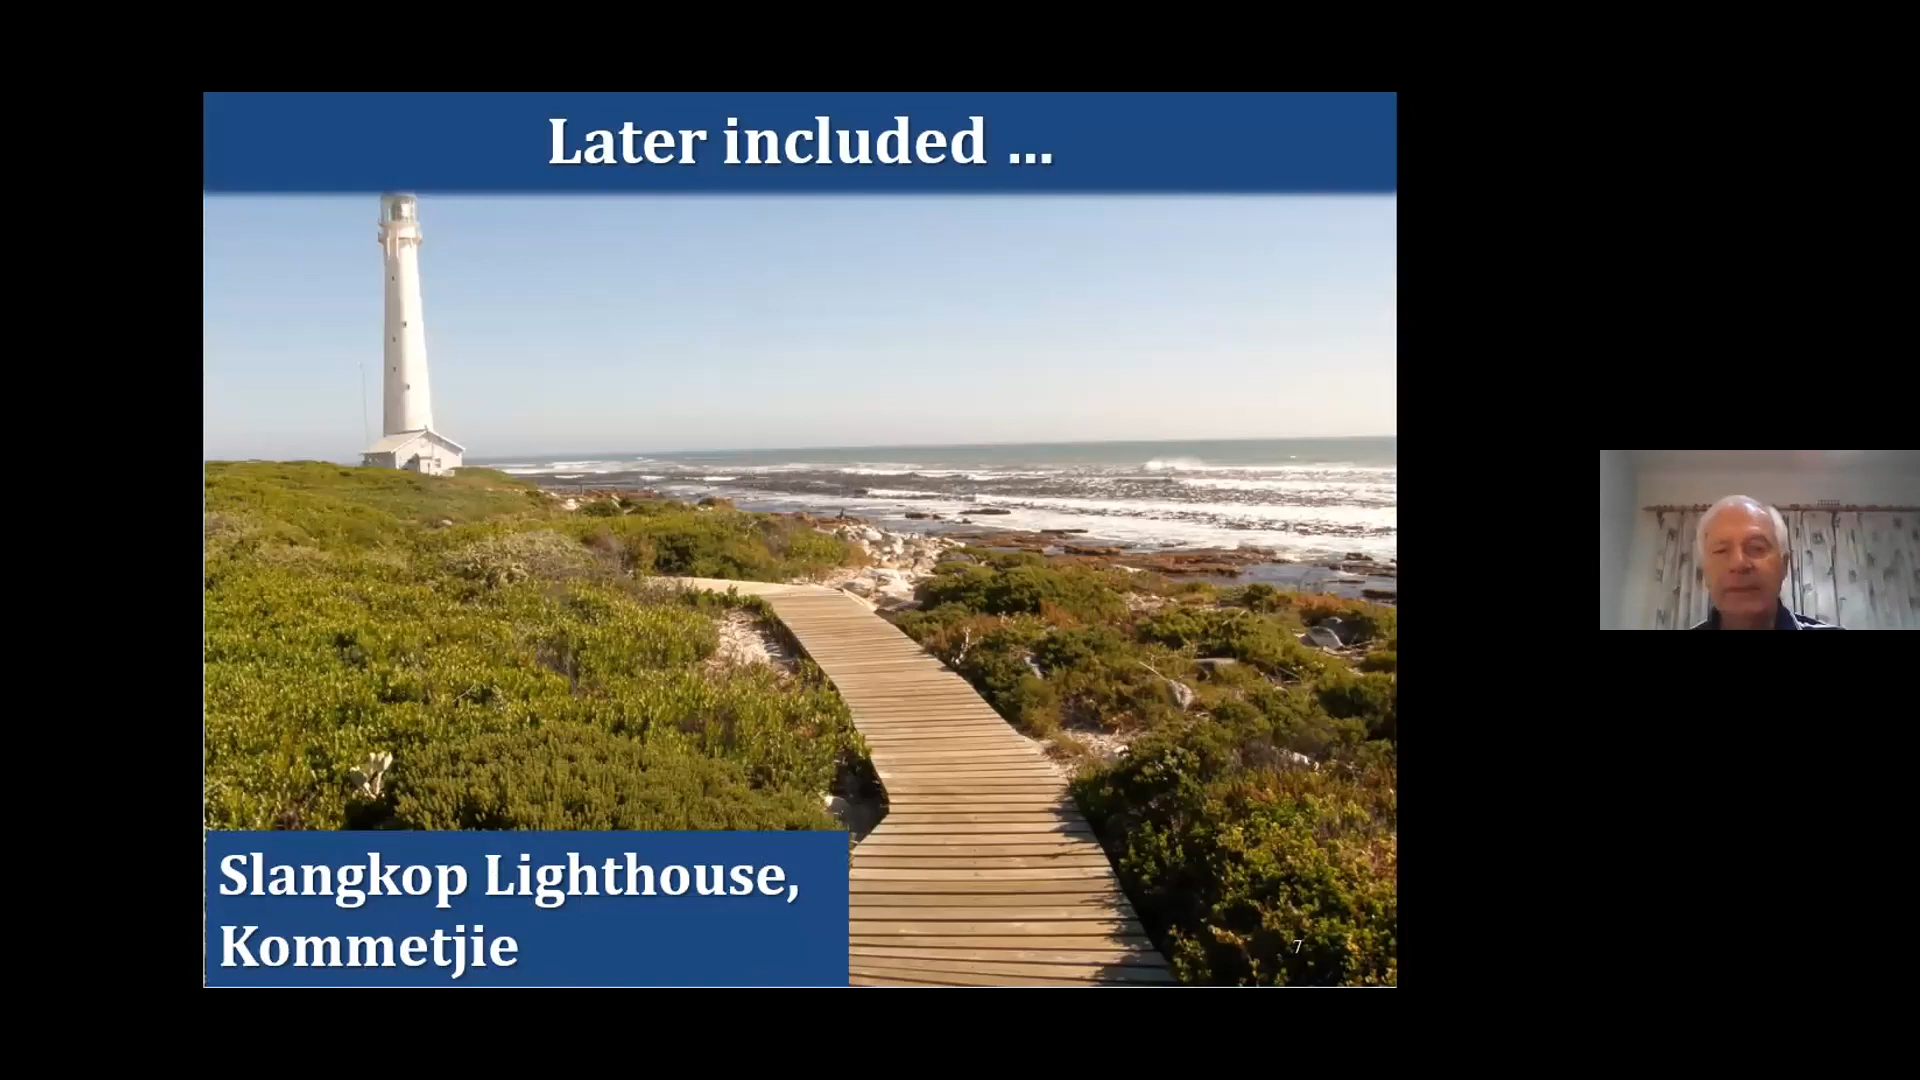 Later included ...
Slangkop Lighthouse,
Kommetjie
7